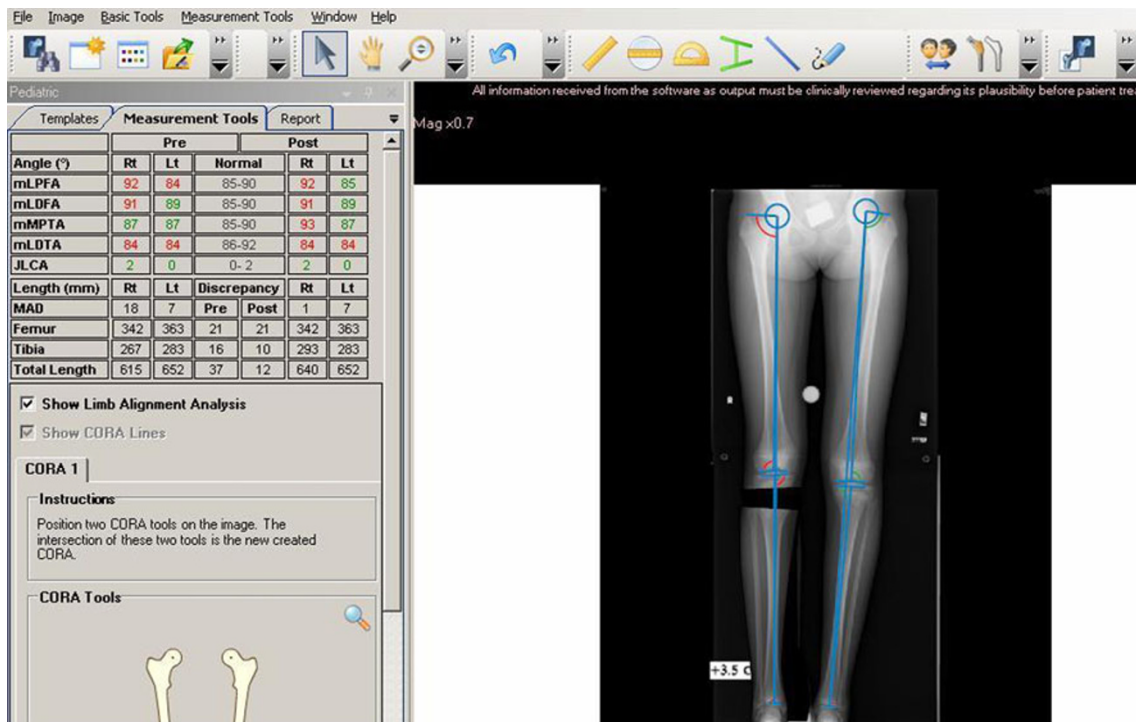 File Image Basic Tools Measurement Tools Window Help
Pediatric
All information received from the software as output must be clinically reviewed regarding its plausibility before patient trea
Templates Measurement Tools Report
Mag x0.7
Pre Post
Angle (°) Rt Lt Normal Rt Lt
mLPFA 92 84 85-90 92 85
mLDFA 91 89 85-90 91 89
mMPTA 87 87 85-90 93 87
mLDTA 84 84 86-92 84 84
JLCA 2 0 0- 2 2 0
Length (mm) Rt Lt Discrepancy Rt Lt
MAD 18 7 Pre Post 1 7
Femur 342 363 21 21 342 363
Tibia 267 283 16 10 293 283
Total Length 615 652 37 12 640 652
Show Limb Alignment Analysis
Show CORA Lines
CORA 1
Instructions
Position two CORA tools on the image. The
intersection of these two tools is the new created
CORA.
CORA Tools
+3.5 C